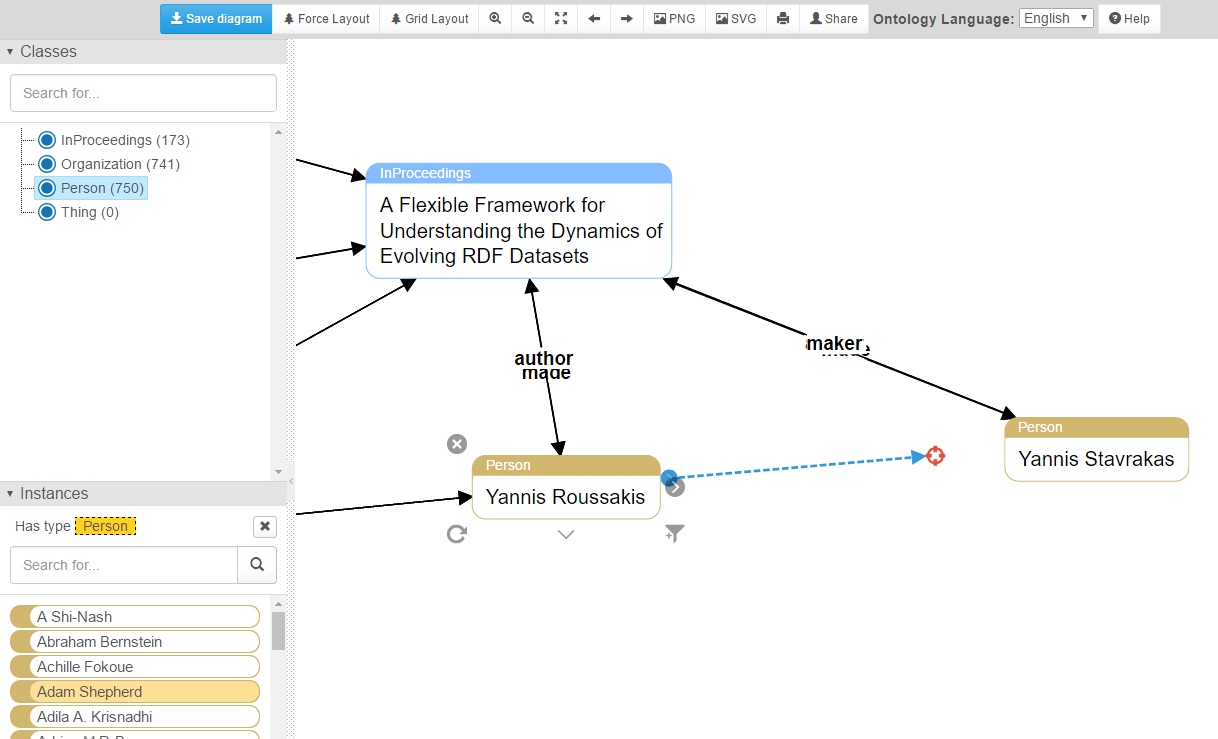 Save diagram Force Layout Grid Layout PNG SVG Share Ontology Language: English Help
Classes
Search for...
InProceedings (173)
Organization (741)
Person (750)
Thing (0)
InProceedings
A Flexible Framework for
Understanding the Dynamics of
Evolving RDF Datasets
author
made
maker
made
Person
Yannis Roussakis
Person
Yannis Stavrakas
Instances
Has type Person
Search for...
A Shi-Nash
Abraham Bernstein
Achille Fokoue
Adam Shepherd
Adila A. Krisnadhi